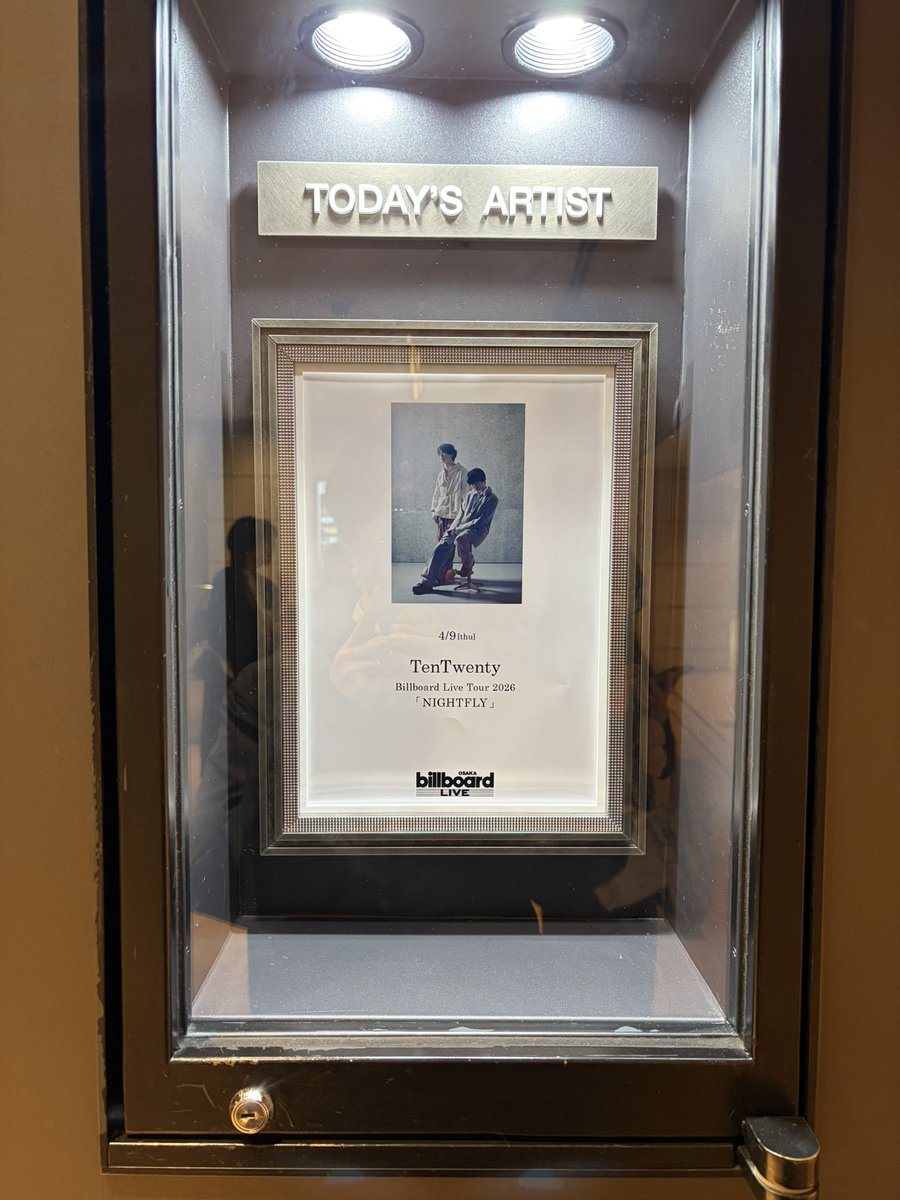 TODAY'S ARTIST
4/9[thu]
TenTwenty
Billboard Live Tour 2026
「NIGHTFLY」
OSAKA
billboard
LIVE